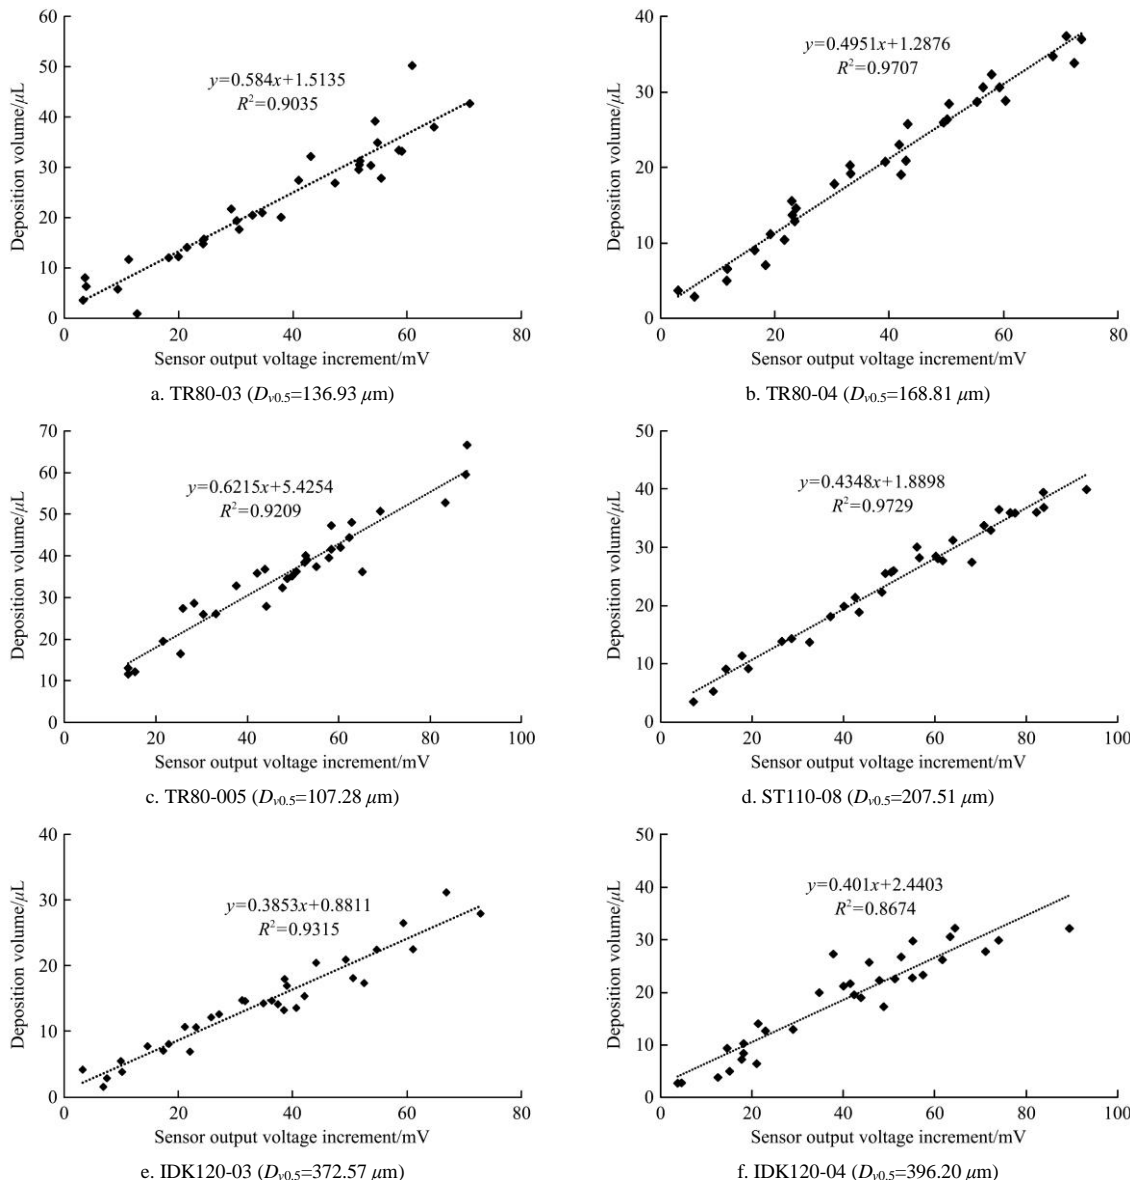 60
50
40
30
20
10
0
Deposition volume/μL
y=0.584x+1.5135
R²=0.9035
0 20 40 60 80
Sensor output voltage increment/mV
a. TR80-03 (Dv0.5=136.93 μm)
40
30
20
10
0
Deposition volume/μL
y=0.4951x+1.2876
R²=0.9707
0 20 40 60 80
Sensor output voltage increment/mV
b. TR80-04 (Dv0.5=168.81 μm)
70
60
50
40
30
20
10
0
Deposition volume/μL
y=0.6215x+5.4254
R²=0.9209
0 20 40 60 80 100
Sensor output voltage increment/mV
c. TR80-005 (Dv0.5=107.28 μm)
50
40
30
20
10
0
Deposition volume/μL
y=0.4348x+1.8898
R²=0.9729
0 20 40 60 80 100
Sensor output voltage increment/mV
d. ST110-08 (Dv0.5=207.51 μm)
40
30
20
10
0
Deposition volume/μL
y=0.3853x+0.8811
R²=0.9315
0 20 40 60 80
Sensor output voltage increment/mV
e. IDK120-03 (Dv0.5=372.57 μm)
50
40
30
20
10
0
Deposition volume/μL
y=0.401x+2.4403
R²=0.8674
0 20 40 60 80 100
Sensor output voltage increment/mV
f. IDK120-04 (Dv0.5=396.20 μm)